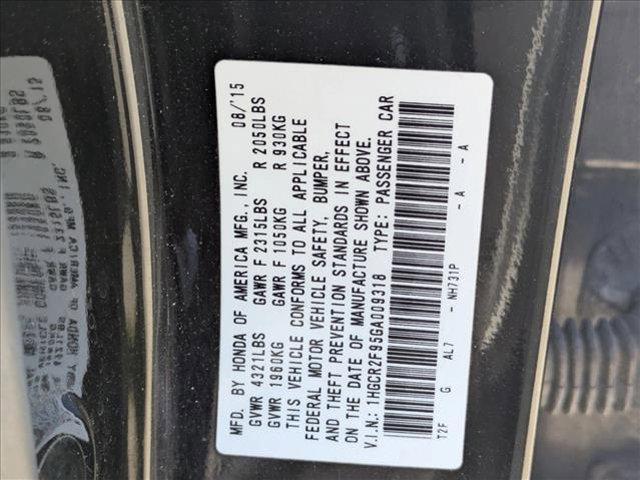 MFD. BY HONDA OF AMERICA MFG., INC. 08/'15
GVWR 4321LBS GAWR F 2315LBS R 2050LBS
GVWR 1960KG GAWR F 1050KG R 930KG
THIS VEHICLE CONFORMS TO ALL APPLICABLE
FEDERAL MOTOR VEHICLE SAFETY, BUMPER,
AND THEFT PREVENTION STANDARDS IN EFFECT
ON THE DATE OF MANUFACTURE SHOWN ABOVE.
V.I.N.: 1HGCR2F95GA009318 TYPE: PASSENGER CAR
T2F G AL7 - NH731P - A - A